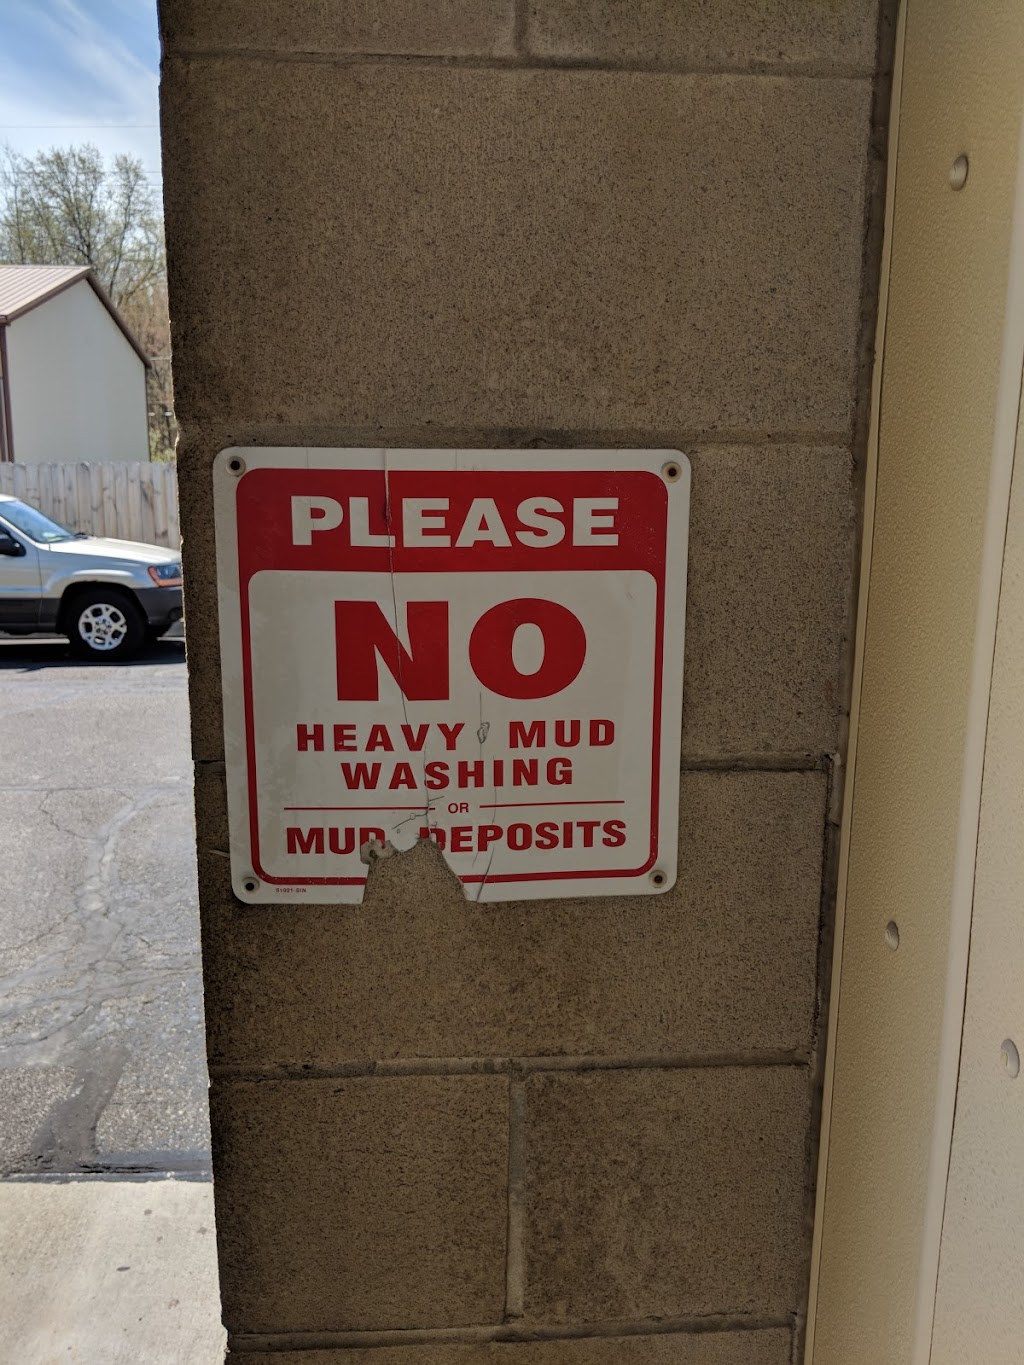 PLEASE
NO
HEAVY MUD
WASHING
OR
MUD DEPOSITS